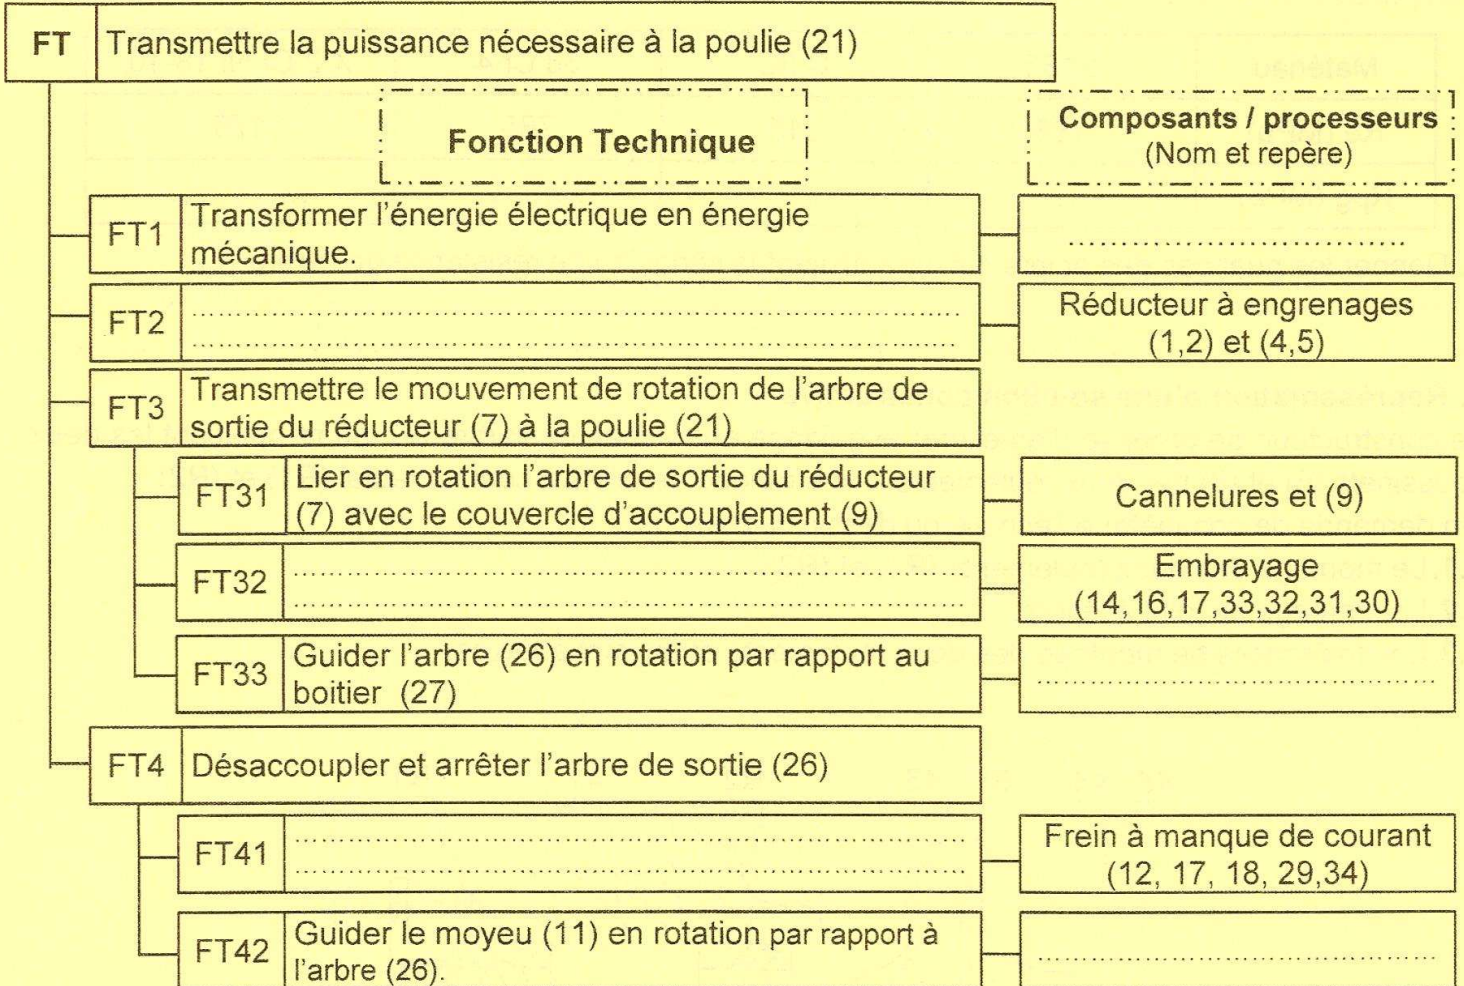 FT Transmettre la puissance nécessaire à la poulie (21)
Fonction Technique
Composants / processeurs
(Nom et repère)
FT1 Transformer l'énergie électrique en énergie
mécanique.
FT2
Réducteur à engrenages
(1,2) et (4,5)
FT3 Transmettre le mouvement de rotation de l'arbre de
sortie du réducteur (7) à la poulie (21)
FT31 Lier en rotation l'arbre de sortie du réducteur
(7) avec le couvercle d'accouplement (9)
Cannelures et (9)
FT32
Embrayage
(14,16,17,33,32,31,30)
FT33 Guider l'arbre (26) en rotation par rapport au
boitier (27)
FT4 Désaccoupler et arrêter l'arbre de sortie (26)
FT41
Frein à manque de courant
(12, 17, 18, 29,34)
FT42 Guider le moyeu (11) en rotation par rapport à
l'arbre (26).